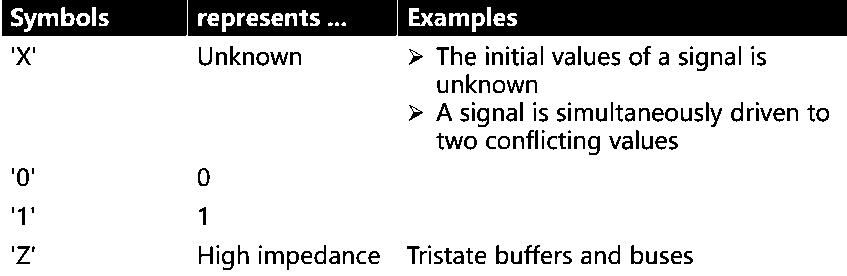 Symbols represents ... Examples
'X' Unknown ➢ The initial values of a signal is
unknown
➢ A signal is simultaneously driven to
two conflicting values
'0' 0
'1' 1
'Z' High impedance Tristate buffers and buses